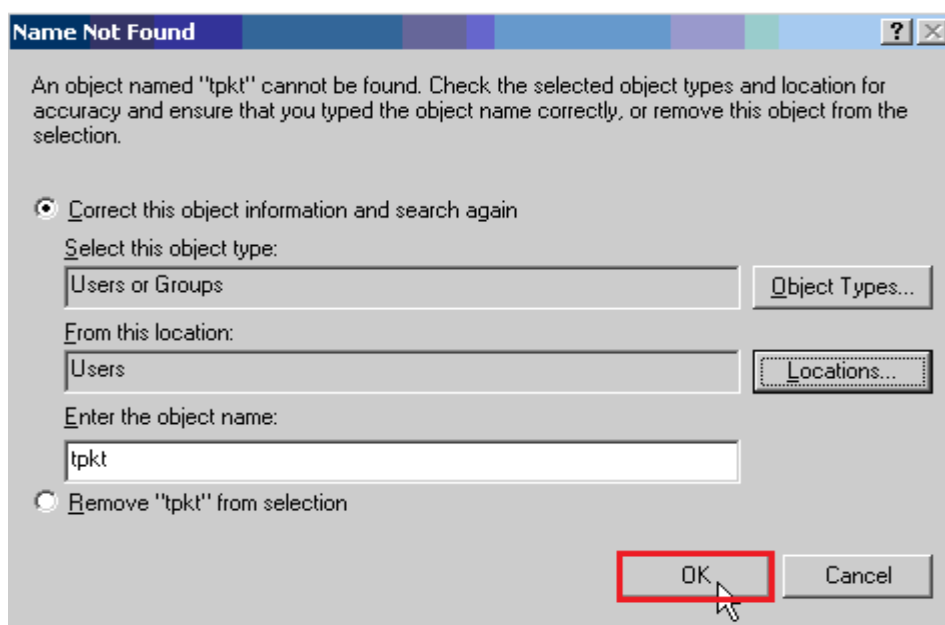 Name Not Found
?
An object named "tpkt" cannot be found. Check the selected object types and location for
accuracy and ensure that you typed the object name correctly, or remove this object from the
selection.
Correct this object information and search again
Select this object type:
Users or Groups
Object Types...
From this location:
Users
Locations...
Enter the object name:
tpkt
Remove "tpkt" from selection
OK
Cancel